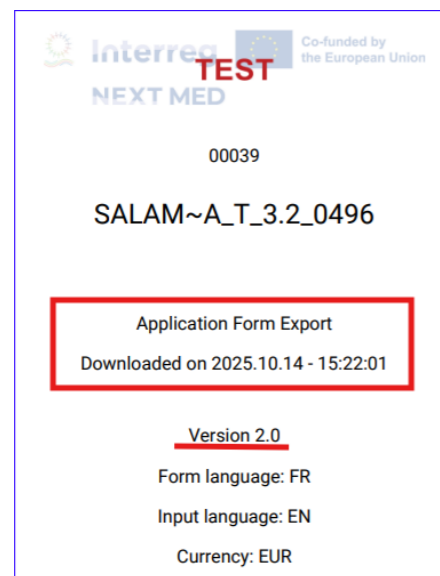 Interreg
Co-funded by
the European Union
TEST
NEXT MED
00039
SALAM~A_T_3.2_0496
Application Form Export
Downloaded on 2025.10.14 - 15:22:01
Version 2.0
Form language: FR
Input language: EN
Currency: EUR